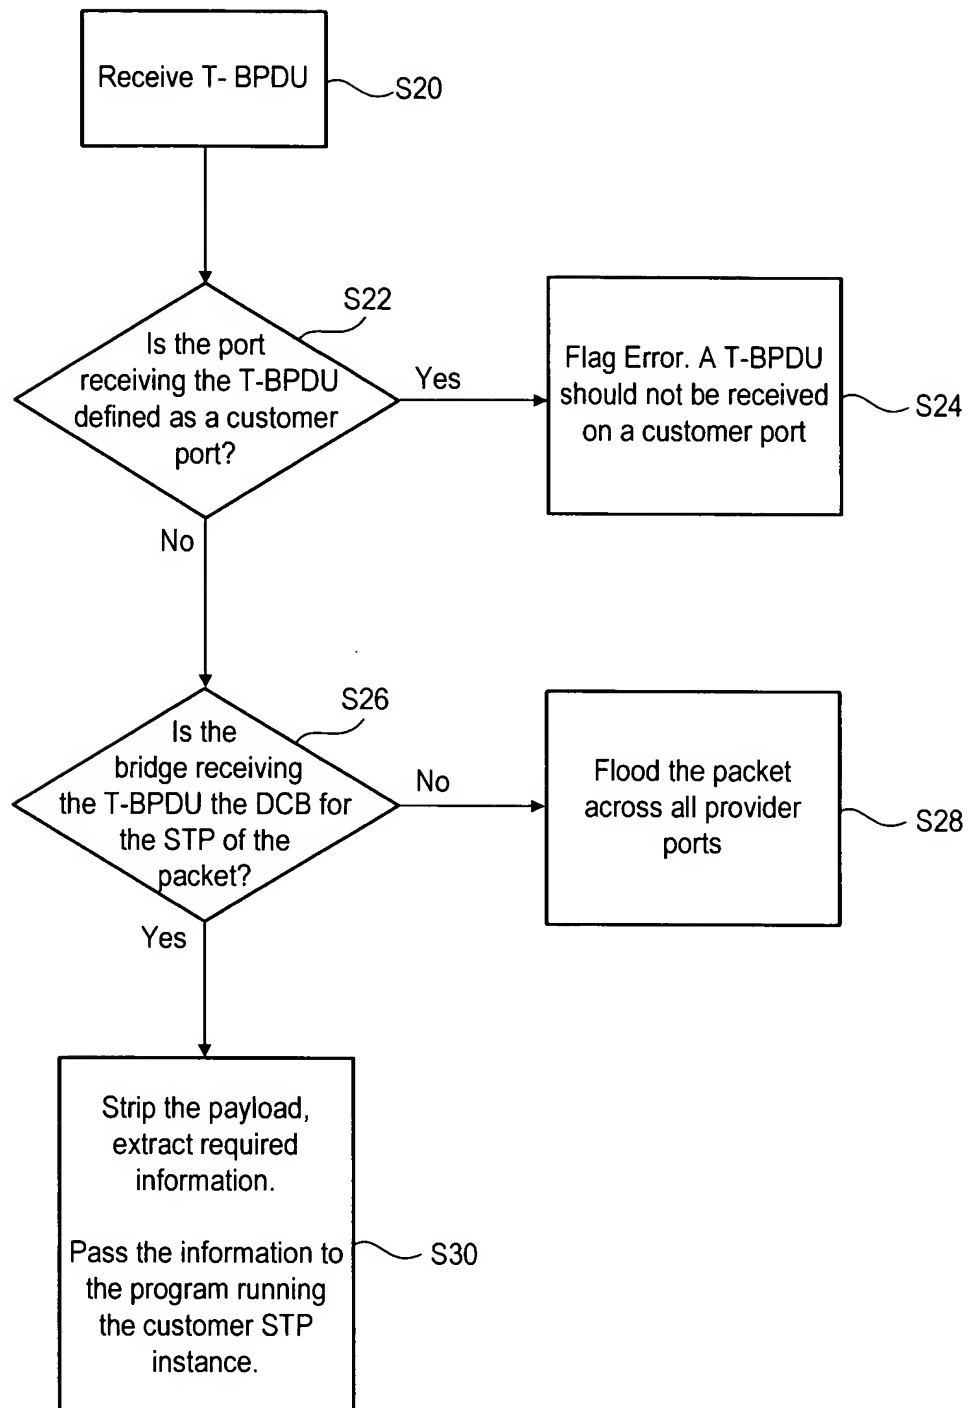 Receive T- BPDU
S20
S22
Is the port
receiving the T-BPDU
defined as a customer
port?
Yes
Flag Error. A T-BPDU
should not be received
on a customer port
S24
No
S26
Is the
bridge receiving
the T-BPDU the DCB for
the STP of the
packet?
No
Flood the packet
across all provider
ports
S28
Yes
Strip the payload,
extract required
information.
Pass the information to
the program running
the customer STP
instance.
S30